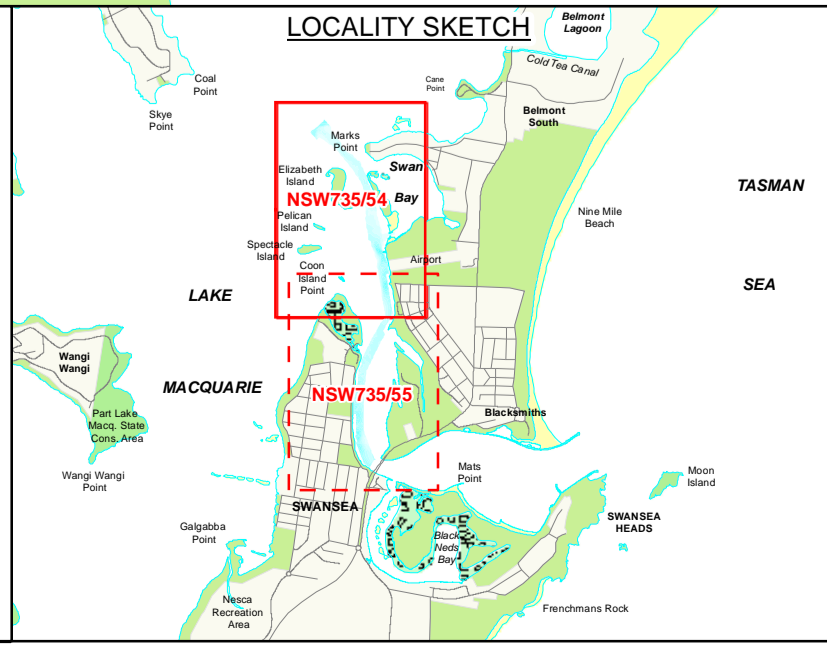 LOCALITY SKETCH
Belmont
Lagoon
Cold Tea Canal
Coal
Point
Cane
Point
Skye
Point
Belmont
South
Marks
Point
Elizabeth
Island
Swan
Bay
NSW735/54
TASMAN
SEA
Pelican
Island
Nine Mile
Beach
Spectacle
Island
Airport
Coon
Island
Point
LAKE
MACQUARIE
Wangi
Wangi
NSW735/55
Part Lake
Macq. State
Cons. Area
Blacksmiths
Wangi Wangi
Point
Mats
Point
Moon
Island
SWANSEA
SWANSEA
HEADS
Galgabba
Point
Black
Neds
Bay
Nesca
Recreation
Area
Frenchmans Rock